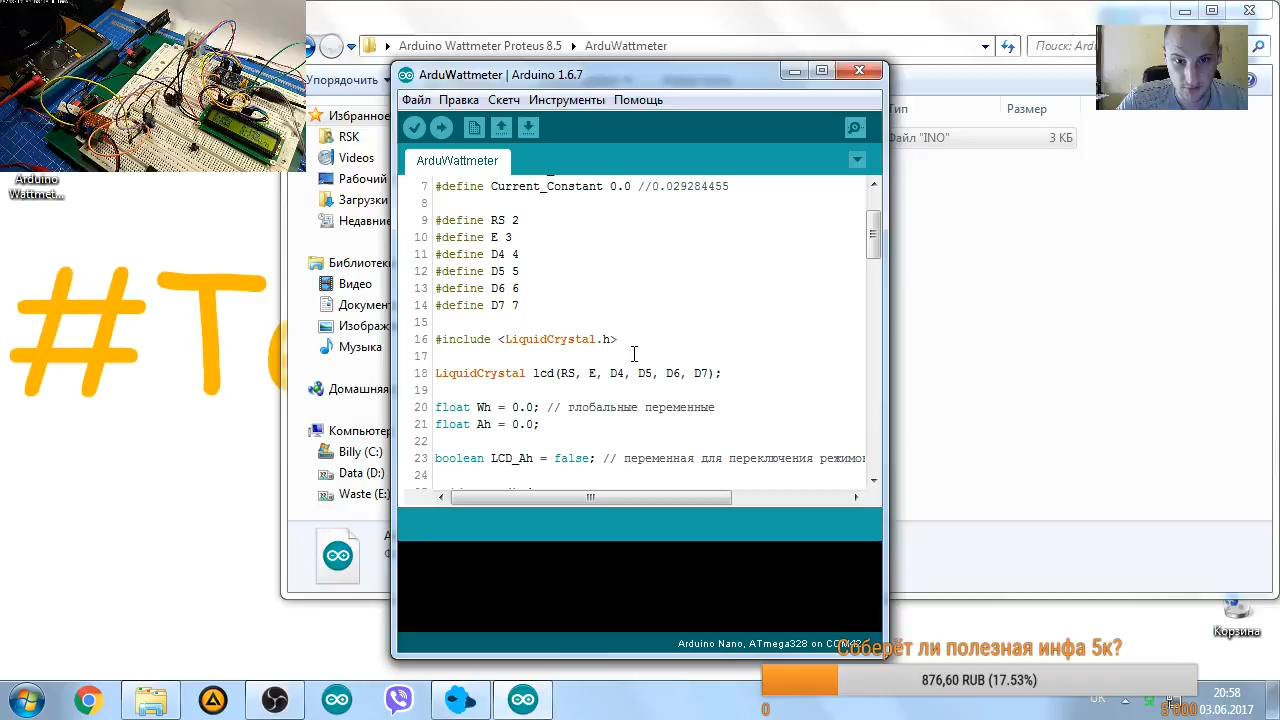 Arduino Wattmeter Proteus 8.5 ArduWattmeter
Поиск: Ardu
Упорядочить
Тип
Размер
Файл "INO"
3 КБ
Избранное
RSK
Videos
Рабочий
Загрузки
Недавние
Библиотеки
Видео
Документ
Изображ
Музыка
Домашняя
Компьютер
Billy (C:)
Data (D:)
Waste (E:)
Arduino
Wattmet...
#T
ArduWattmeter | Arduino 1.6.7
Файл Правка Скетч Инструменты Помощь
ArduWattmeter
7 #define Current_Constant 0.0 //0.029284455
8
9 #define RS 2
10 #define E 3
11 #define D4 4
12 #define D5 5
13 #define D6 6
14 #define D7 7
15
16 #include <LiquidCrystal.h>
17
18 LiquidCrystal lcd(RS, E, D4, D5, D6, D7);
19
20 float Wh = 0.0; // глобальные переменные
21 float Ah = 0.0;
22
23 boolean LCD_Ah = false; // переменная для переключения режимов
24
Arduino Nano, ATmega328 on COM
Корзина
Соберёт ли полезная инфа 5к?
876,60 RUB (17.53%)
0
5 000
UK
20:58
03.06.2017